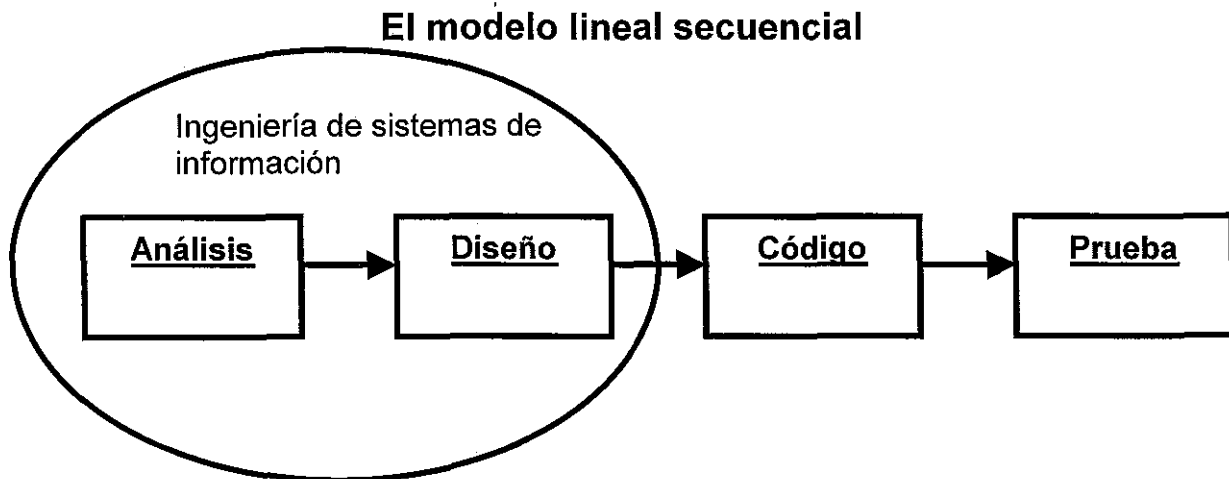 El modelo lineal secuencial
Ingeniería de sistemas de
información
Análisis
Diseño
Código
Prueba